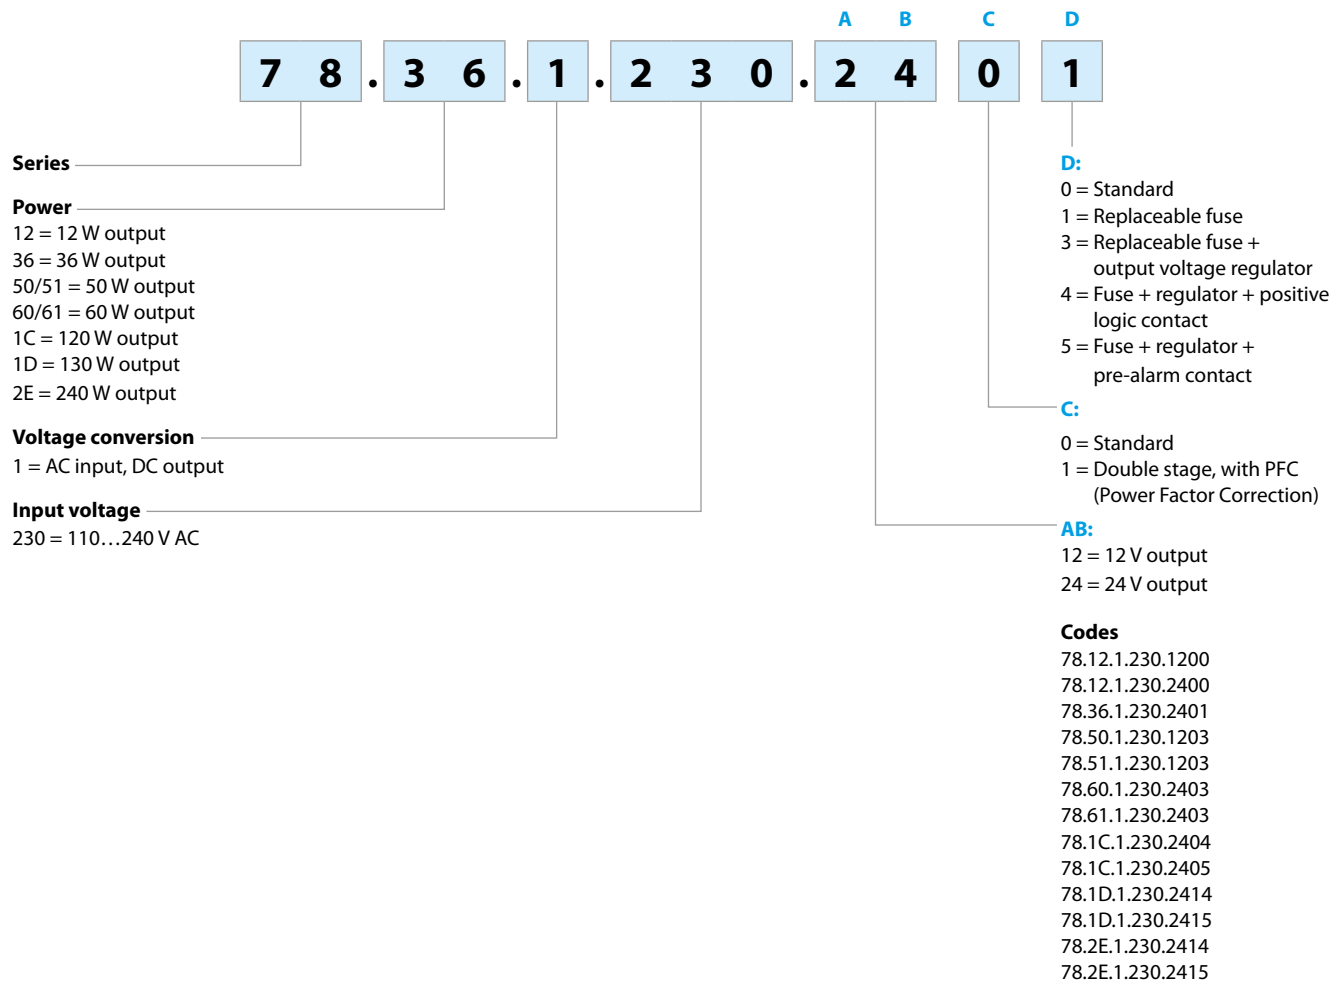 A B C D
7 8 . 3 6 . 1 . 2 3 0 . 2 4 0 1
Series
Power
12 = 12 W output
36 = 36 W output
50/51 = 50 W output
60/61 = 60 W output
1C = 120 W output
1D = 130 W output
2E = 240 W output
Voltage conversion
1 = AC input, DC output
Input voltage
230 = 110…240 V AC
D:
0 = Standard
1 = Replaceable fuse
3 = Replaceable fuse +
output voltage regulator
4 = Fuse + regulator + positive
logic contact
5 = Fuse + regulator +
pre-alarm contact
C:
0 = Standard
1 = Double stage, with PFC
(Power Factor Correction)
AB:
12 = 12 V output
24 = 24 V output
Codes
78.12.1.230.1200
78.12.1.230.2400
78.36.1.230.2401
78.50.1.230.1203
78.51.1.230.1203
78.60.1.230.2403
78.61.1.230.2403
78.1C.1.230.2404
78.1C.1.230.2405
78.1D.1.230.2414
78.1D.1.230.2415
78.2E.1.230.2414
78.2E.1.230.2415